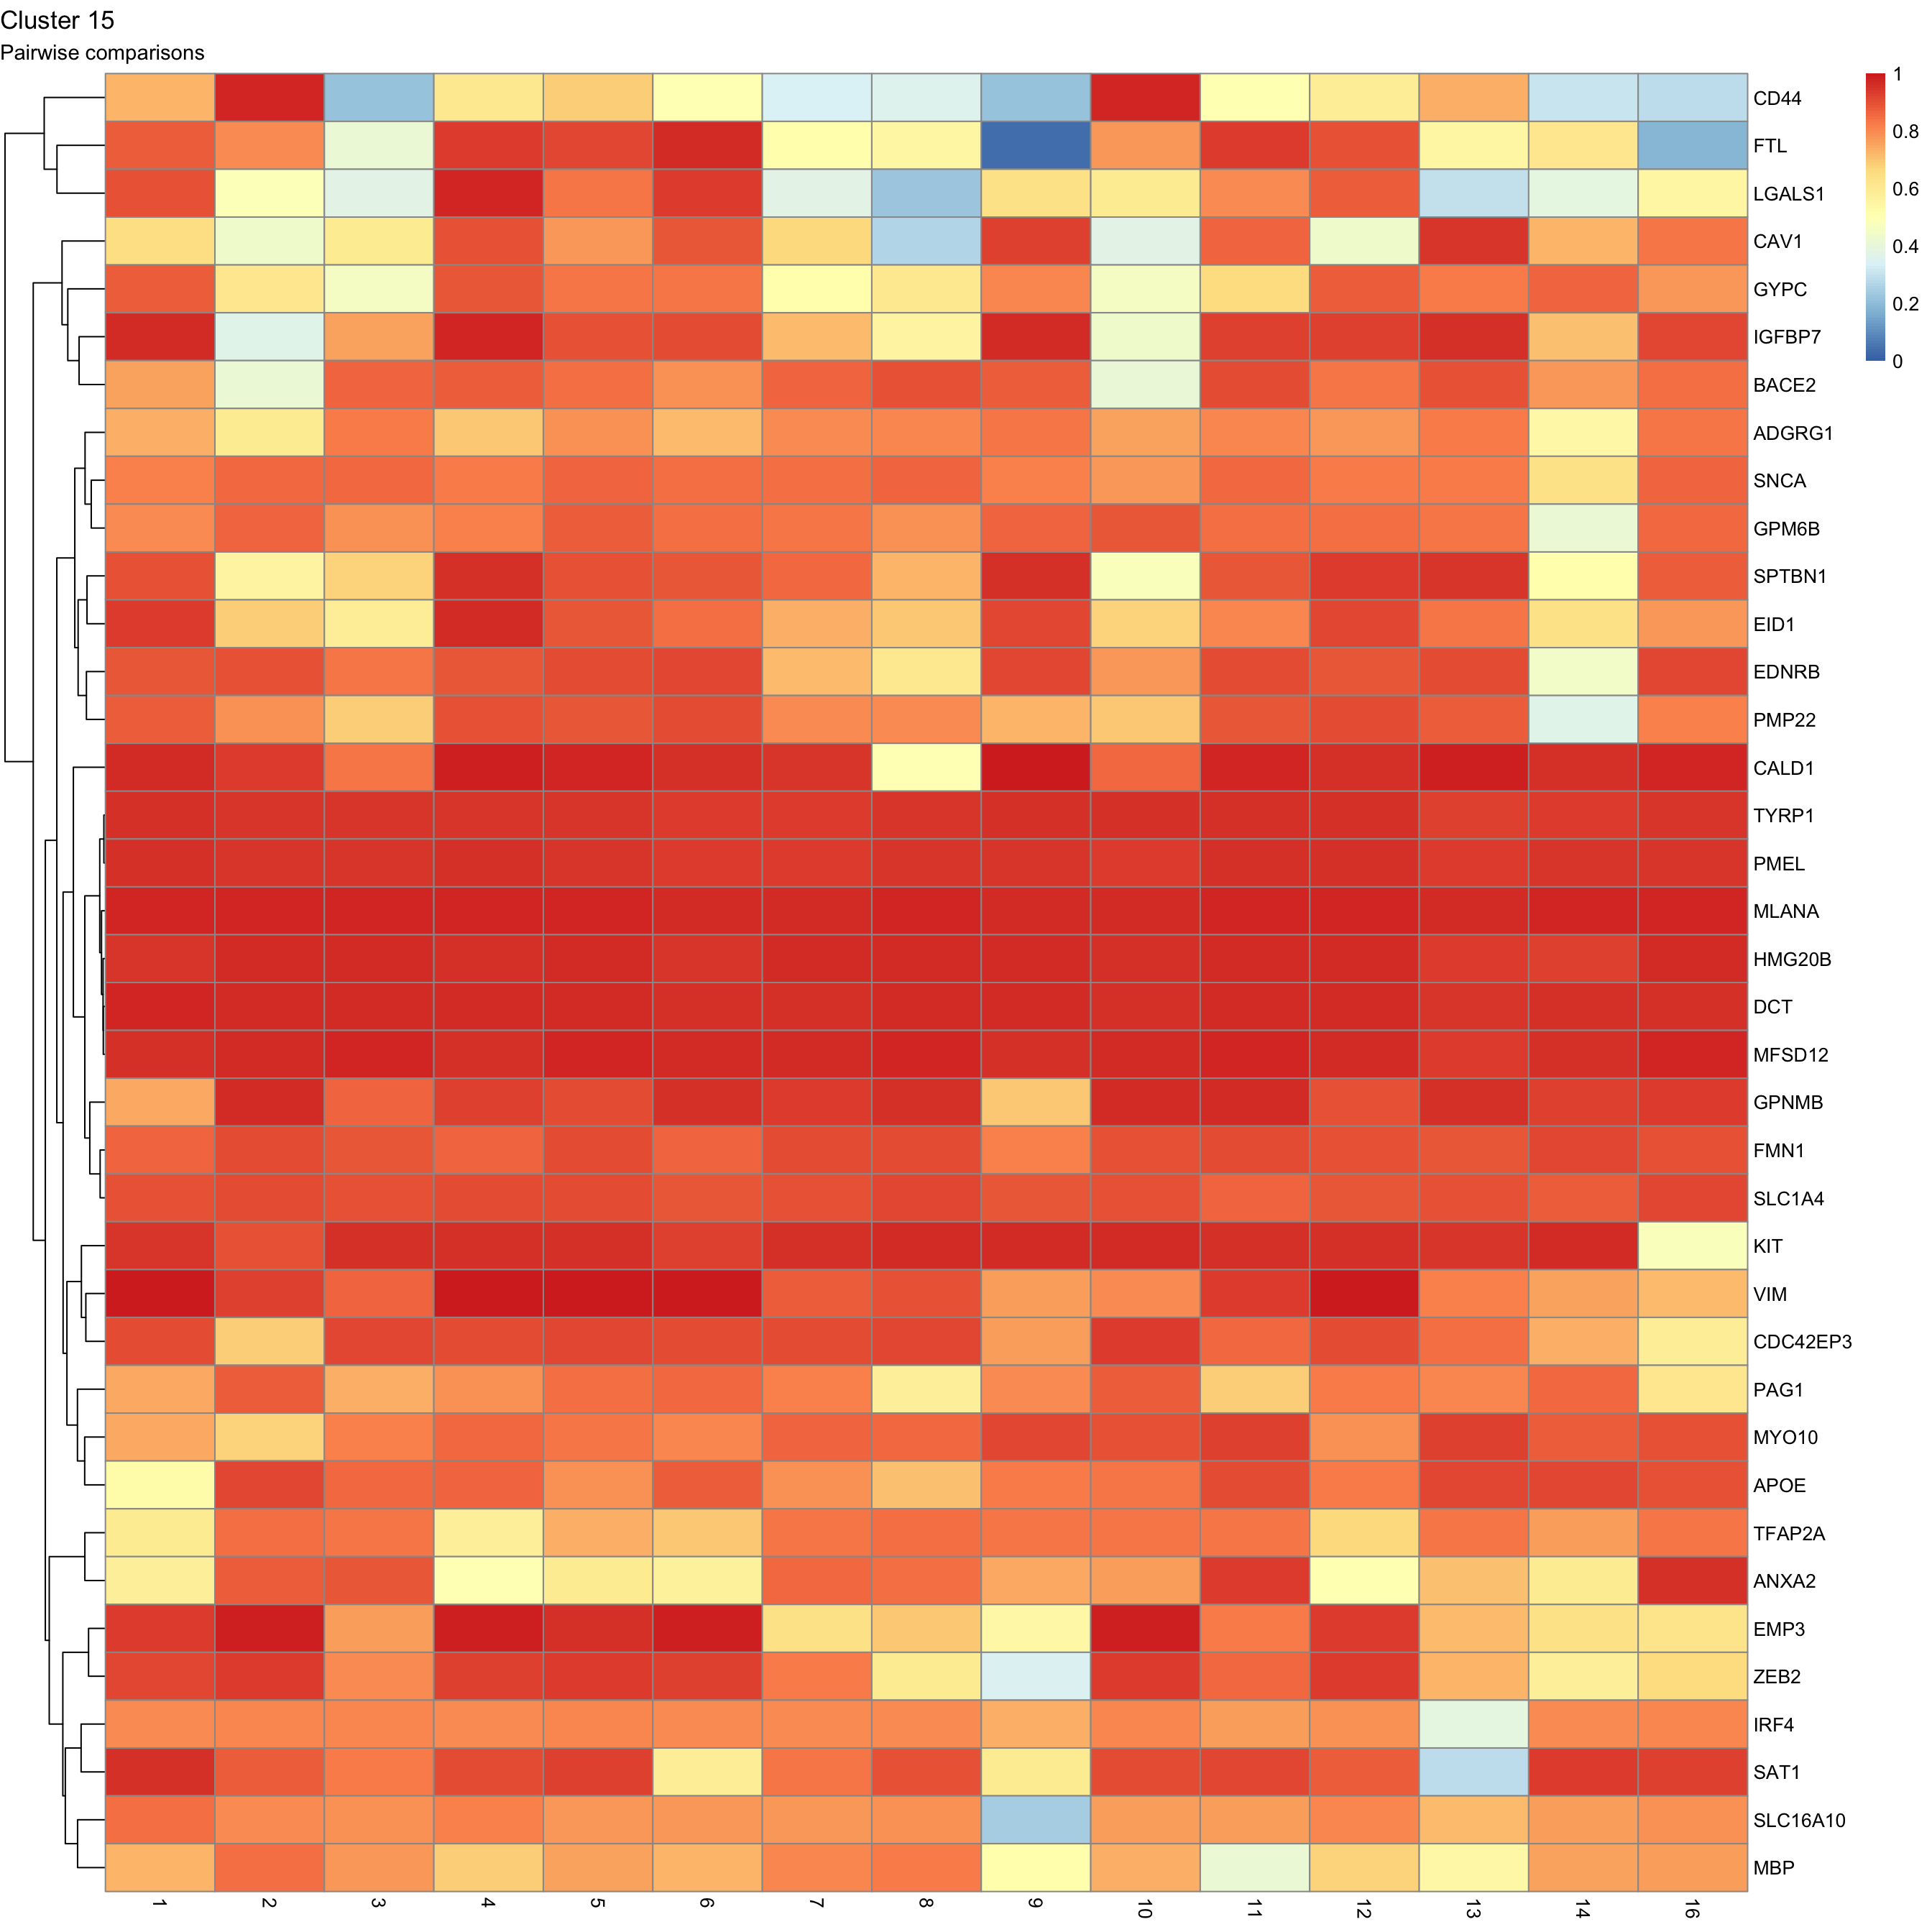 Cluster 15
Pairwise comparisons
CD44
FTL
LGALS1
CAV1
GYPC
IGFBP7
BACE2
ADGRG1
SNCA
GPM6B
SPTBN1
EID1
EDNRB
PMP22
CALD1
TYRP1
PMEL
MLANA
HMG20B
DCT
MFSD12
GPNMB
FMN1
SLC1A4
KIT
VIM
CDC42EP3
PAG1
MYO10
APOE
TFAP2A
ANXA2
EMP3
ZEB2
IRF4
SAT1
SLC16A10
MBP
1
0.8
0.6
0.4
0.2
0
1 2 3 4 5 6 7 8 9 10 11 12 13 14 16